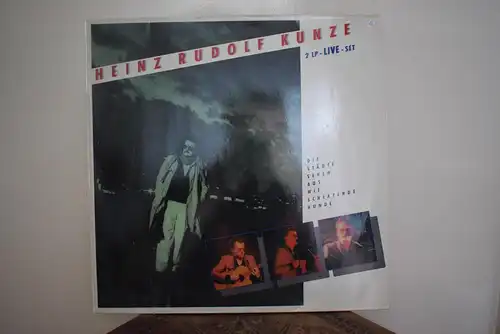 HEINZ RUDOLF KUNZE
2 LP-LIVE-SET
DIE
STÄDTE
SEHEN
AUS
WIE
SCHLAFENDE
HUNDE